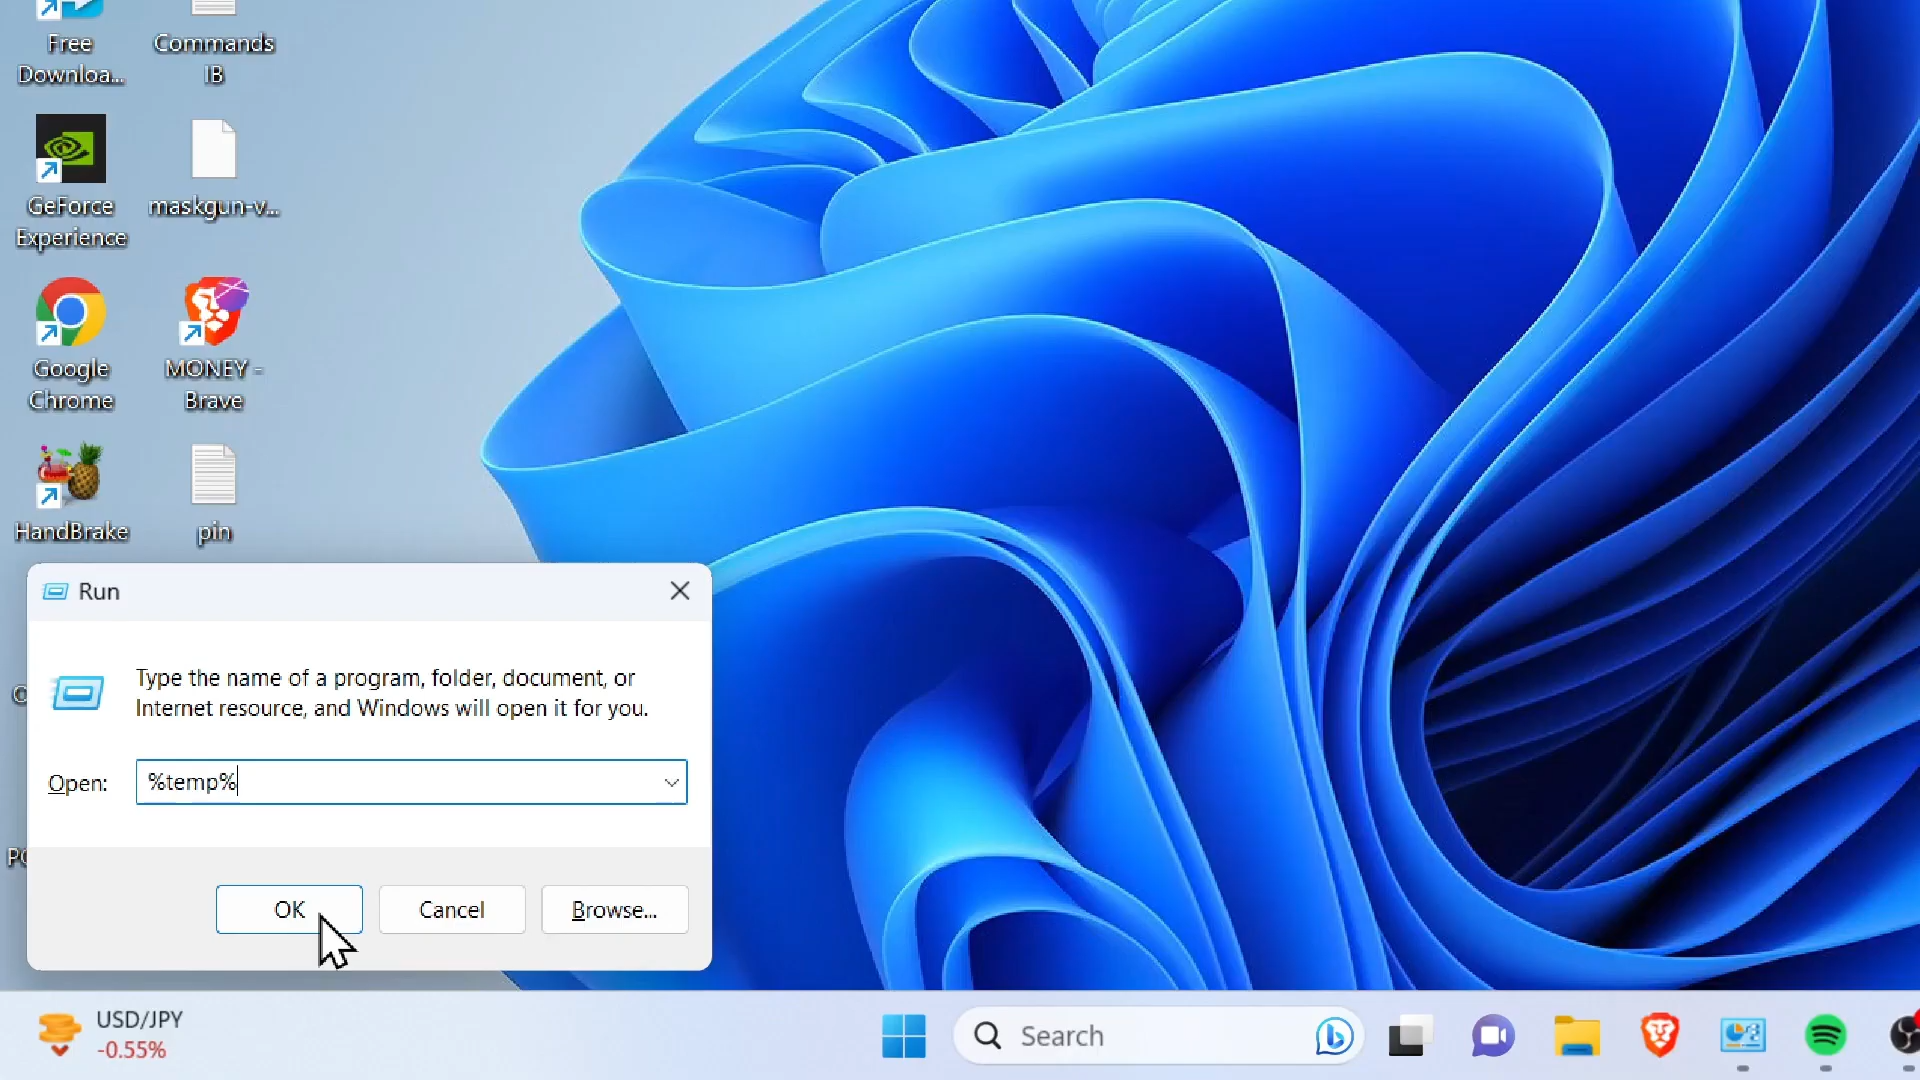 Free
Downloa...
Commands
IB
GeForce
Experience
maskgun-v...
Google
Chrome
MONEY -
Brave
HandBrake
pin
Run
Type the name of a program, folder, document, or
Internet resource, and Windows will open it for you.
Open:
%temp%
OK
Cancel
Browse...
USD/JPY
-0.55%
Search